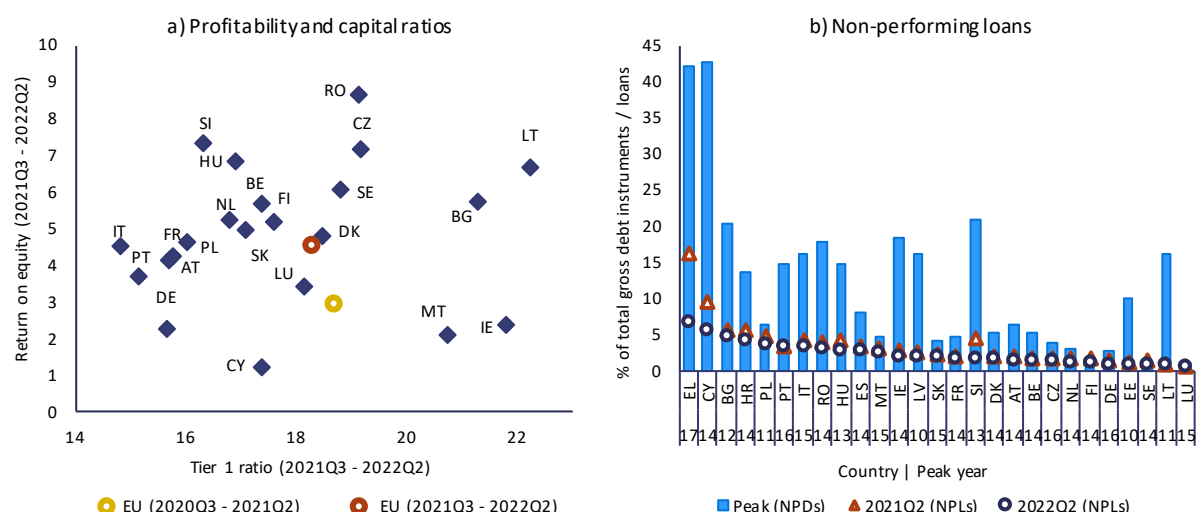 a) Profitability and capital ratios
10
9
8
7
6
5
4
3
2
1
0
Return on equity (2021Q3 - 2022Q2)
RO
CZ
SI
LT
HU
BE
SE
FI
BG
NL
IT
FR
PL
DK
PT
AT
SK
LU
DE
MT
IE
CY
14 16 18 20 22
Tier 1 ratio (2021Q3 - 2022Q2)
EU (2020Q3 - 2021Q2) EU (2021Q3 - 2022Q2)
b) Non-performing loans
45
40
35
30
25
20
15
10
5
0
% of total gross debt instruments / loans
EL CY BG HR PL PT IT RO HU ES MT IE LV SK FR SI DK AT BE CZ NL FI DE EE SE LT LU
17 14 12 14 11 16 15 14 13 14 15 13 10 15 15 13 14 14 14 16 14 14 16 10 14 11 15
Country | Peak year
Peak (NPDs) 2021Q2 (NPLs) 2022Q2 (NPLs)